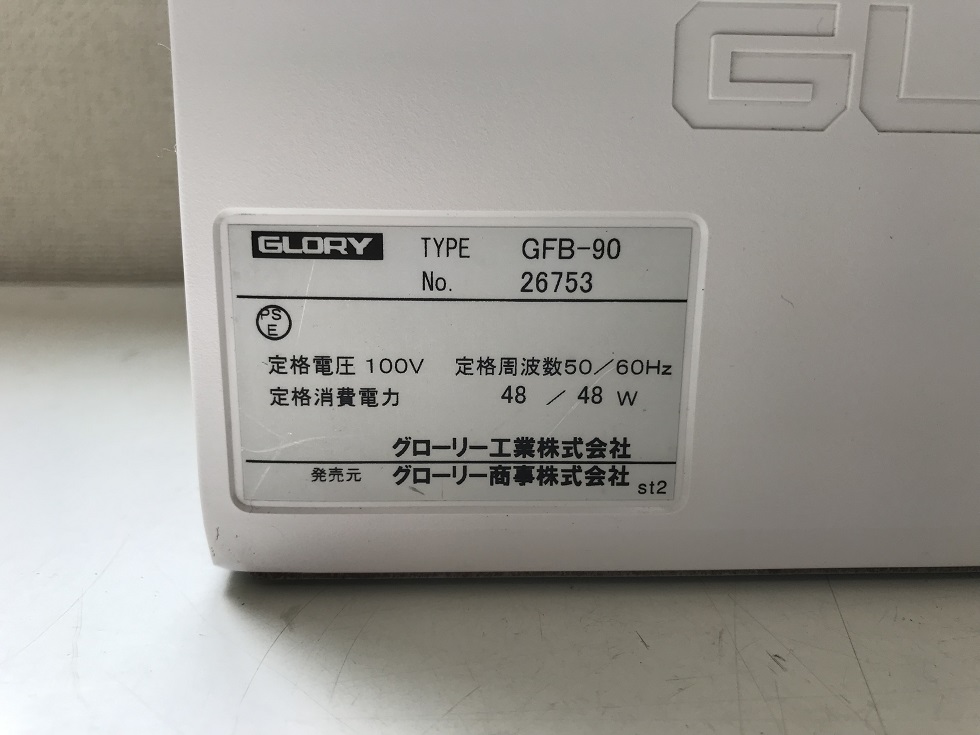 GL
GLORY TYPE GFB-90
No. 26753
PSE
定格電圧 100V 定格周波数50/60Hz
定格消費電力 48 / 48 W
グローリー工業株式会社
発売元 グローリー商事株式会社 st2